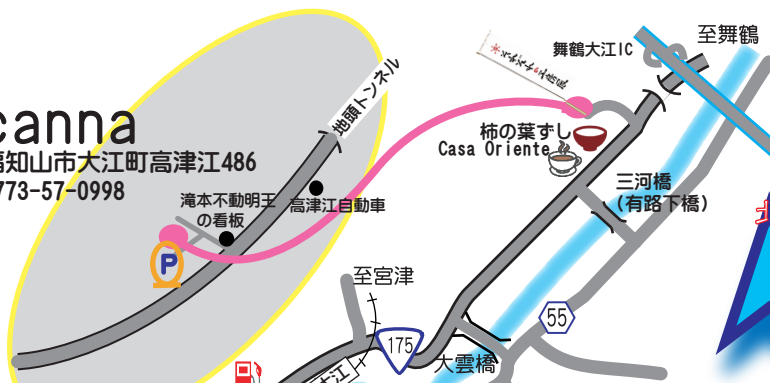 canna
福知山市大江町高津江486
773-57-0998
地頭トンネル
滝本不動明王
の看板
高津江自動車
P
舞鶴大江IC
至舞鶴
柿の葉ずし
Casa Oriente
三河橋
(有路下橋)
至宮津
175
大雲橋
55
大江